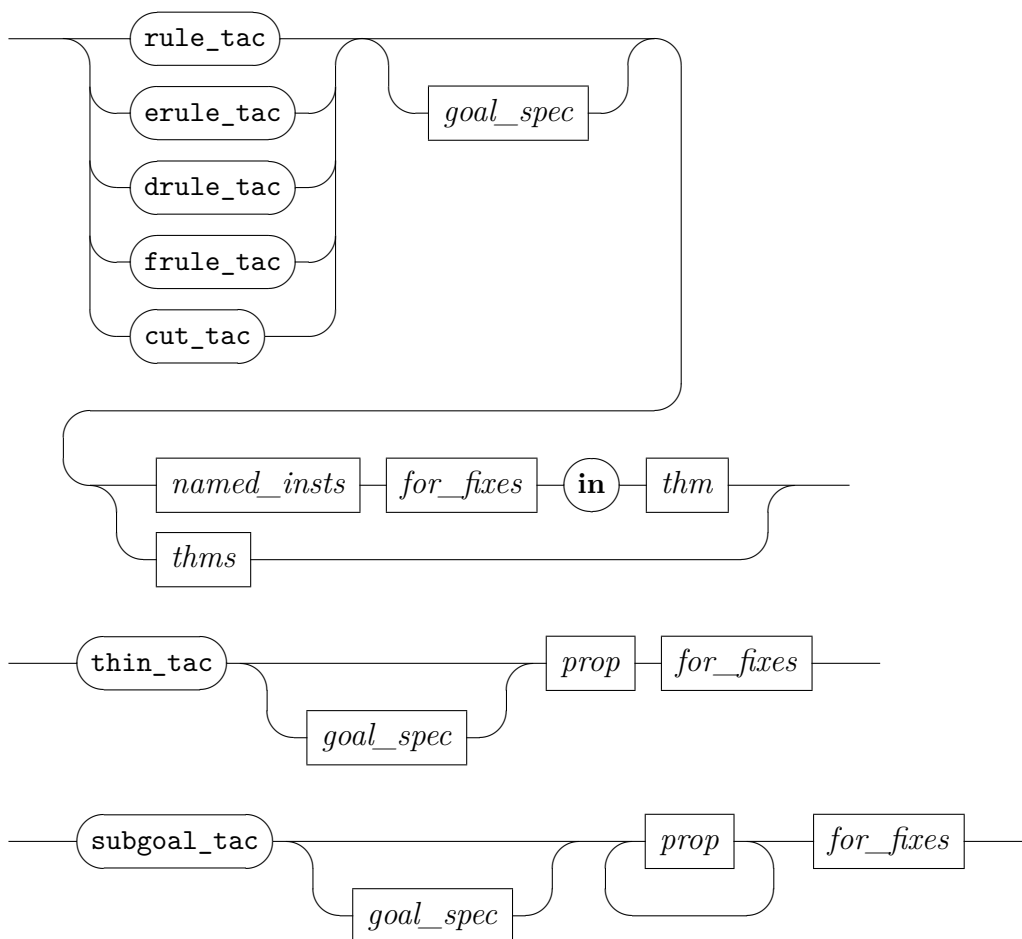 rule_tac
erule_tac goal_spec
drule_tac
frule_tac
cut_tac
named_insts for_fixes in thm
thms
thin_tac prop for_fixes
goal_spec
subgoal_tac prop for_fixes
goal_spec